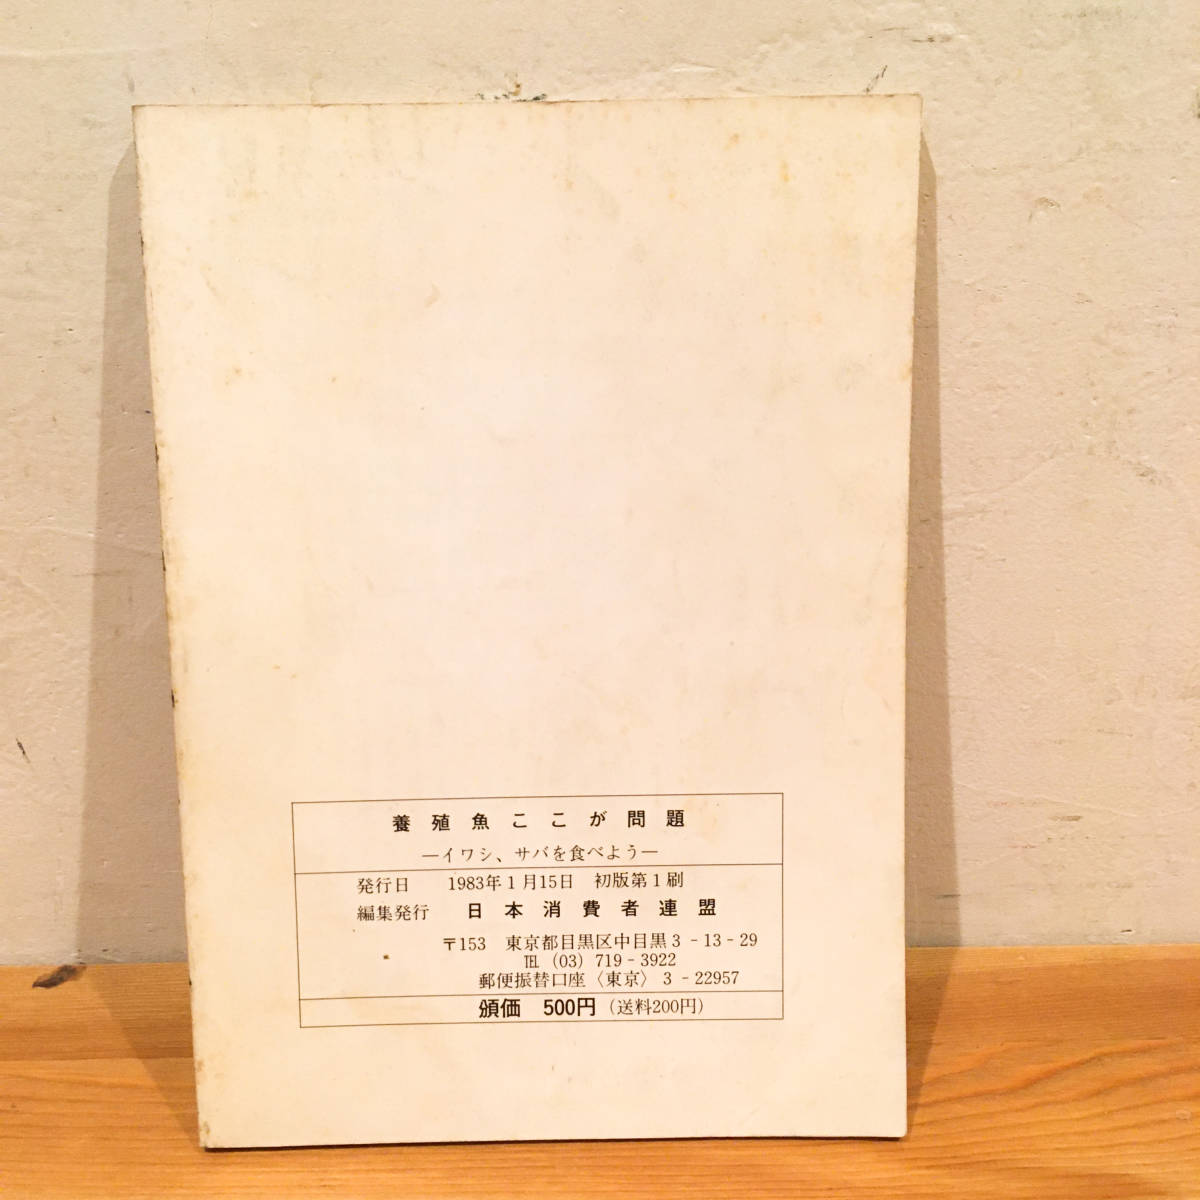 養殖魚ここが問題
―イワシ、サバを食べよう―
発行日 1983年1月15日 初版第1刷
編集発行 日本消費者連盟
〒153 東京都目黒区中目黒3-13-29
℡ (03) 719-3922
郵便振替口座〈東京〉3-22957
頒価 500円(送料200円)